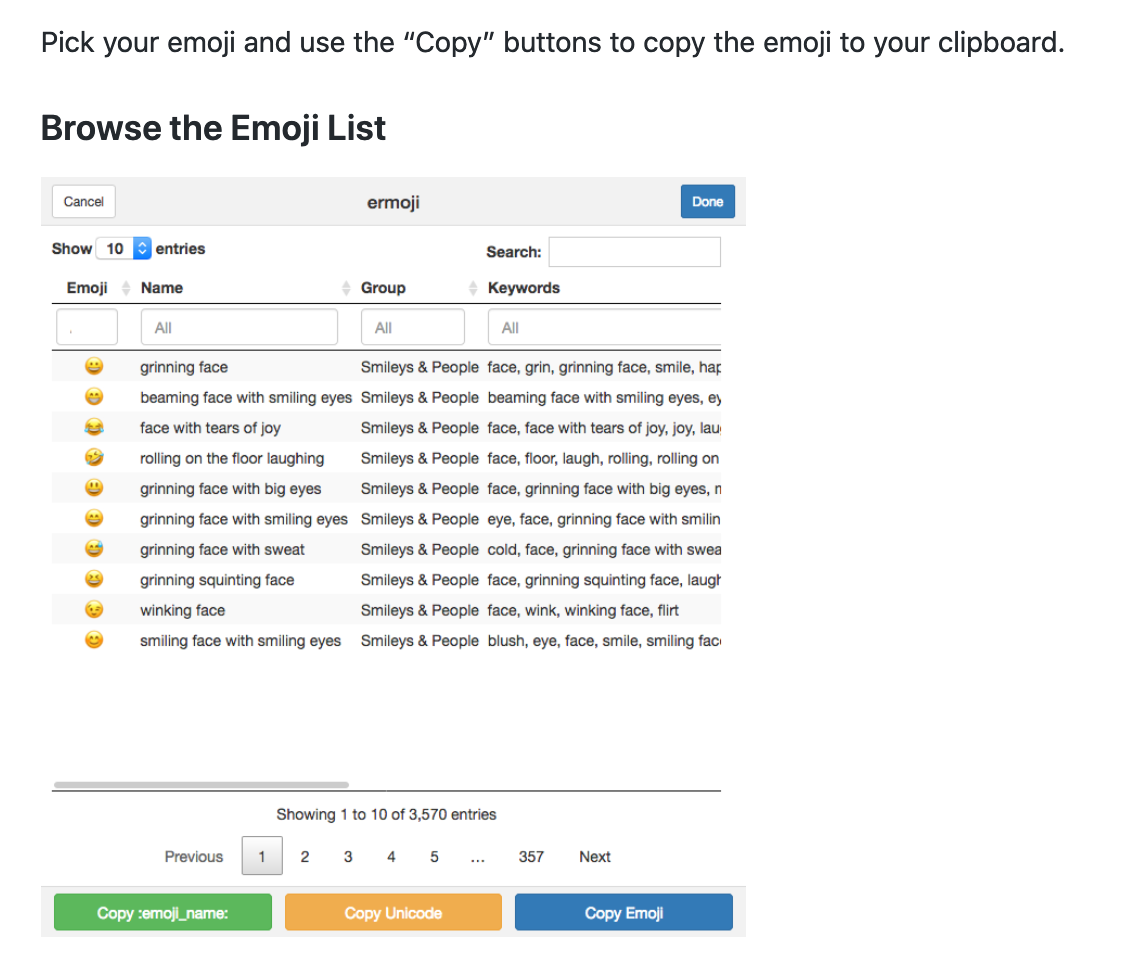 Pick your emoji and use the “Copy” buttons to copy the emoji to your clipboard.
Browse the Emoji List
Cancel ermoji Done
Show 10 entries Search:
Emoji Name Group Keywords
. All All All
😀 grinning face Smileys & People face, grin, grinning face, smile, hap
😁 beaming face with smiling eyes Smileys & People beaming face with smiling eyes, ey
😂 face with tears of joy Smileys & People face, face with tears of joy, joy, lau
🤣 rolling on the floor laughing Smileys & People face, floor, laugh, rolling, rolling on
😃 grinning face with big eyes Smileys & People face, grinning face with big eyes, m
😄 grinning face with smiling eyes Smileys & People eye, face, grinning face with smilin
😅 grinning face with sweat Smileys & People cold, face, grinning face with swea
😆 grinning squinting face Smileys & People face, grinning squinting face, laugh
😉 winking face Smileys & People face, wink, winking face, flirt
😊 smiling face with smiling eyes Smileys & People blush, eye, face, smile, smiling fac
Showing 1 to 10 of 3,570 entries
Previous 1 2 3 4 5 ... 357 Next
Copy :emoji_name: Copy Unicode Copy Emoji